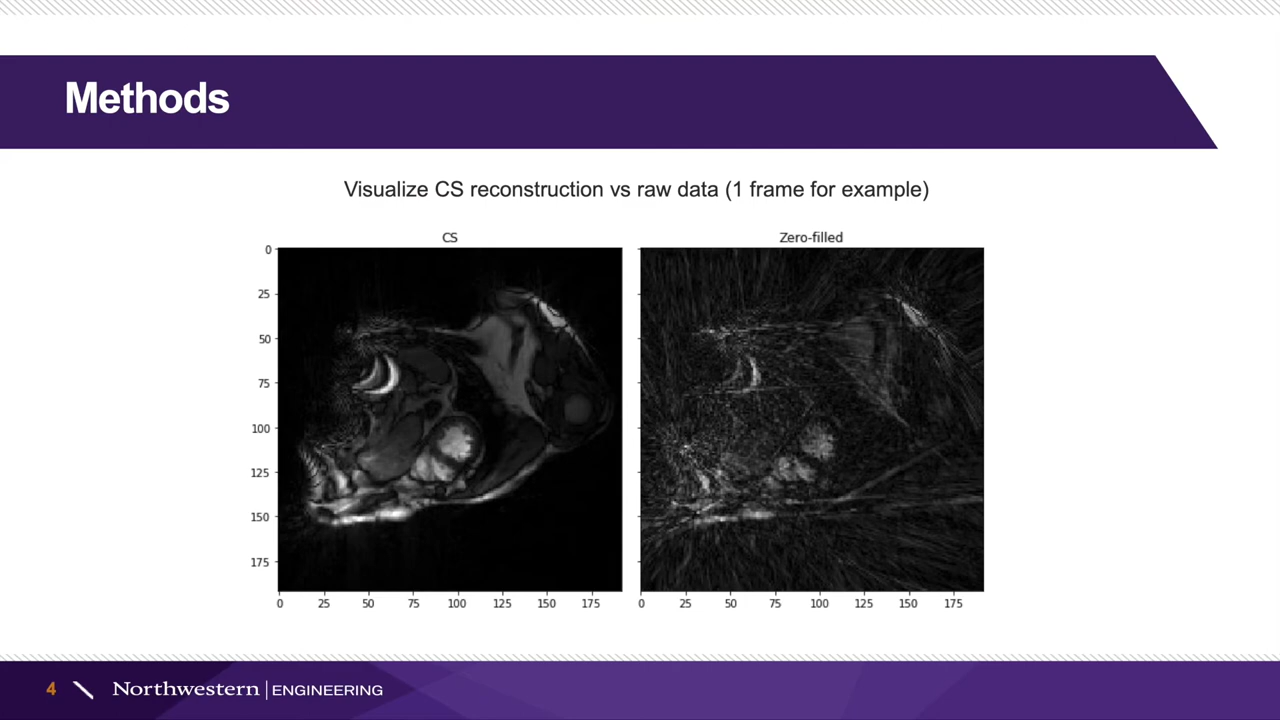 Methods
Visualize CS reconstruction vs raw data (1 frame for example)
CS
Zero-filled
0
25
50
75
100
125
150
175
0 25 50 75 100 125 150 175
0 25 50 75 100 125 150 175
4 Northwestern | ENGINEERING